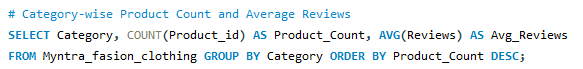 # Category-wise Product Count and Average Reviews
SELECT Category, COUNT(Product_id) AS Product_Count, AVG(Reviews) AS Avg_Reviews
FROM Myntra_fasion_clothing GROUP BY Category ORDER BY Product_Count DESC;